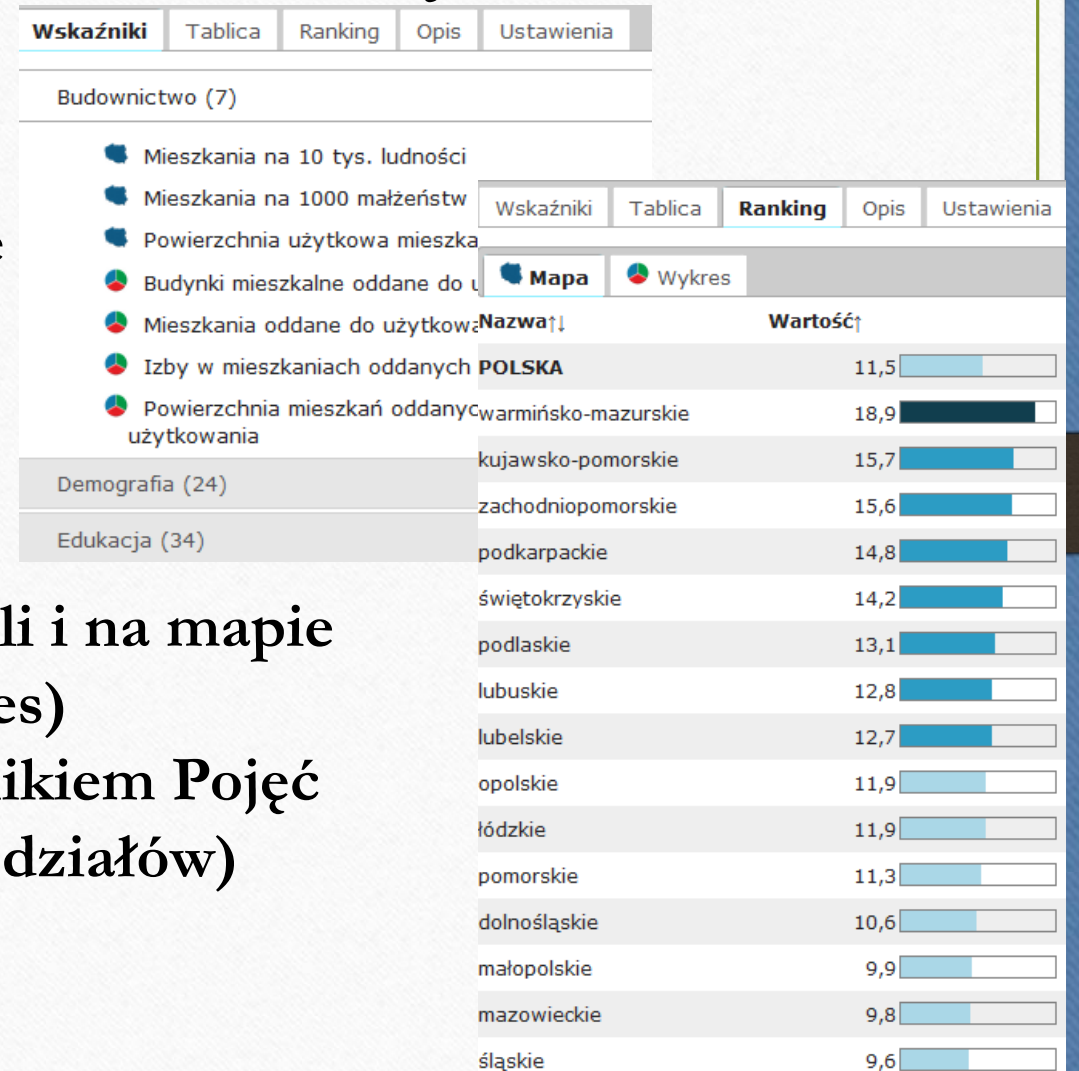 Wskaźniki Tablica Ranking Opis Ustawienia
Budownictwo (7)
Mieszkania na 10 tys. ludności
Mieszkania na 1000 małżeństw
Powierzchnia użytkowa mieszka
Budynki mieszkalne oddane do
Mieszkania oddane do użytkowa
Izby w mieszkaniach oddanych
Powierzchnia mieszkań oddanyc
użytkowania
Demografia (24)
Edukacja (34)
Wskaźniki Tablica Ranking Opis Ustawienia
Mapa Wykres
Nazwa↑↓ Wartość↑
POLSKA 11,5
warmińsko-mazurskie 18,9
kujawsko-pomorskie 15,7
zachodniopomorskie 15,6
podkarpackie 14,8
świętokrzyskie 14,2
podlaskie 13,1
lubuskie 12,8
lubelskie 12,7
opolskie 11,9
łódzkie 11,9
pomorskie 11,3
dolnośląskie 10,6
małopolskie 9,9
mazowieckie 9,8
śląskie 9,6
li i na mapie
es)
ikiem Pojęć
działów)